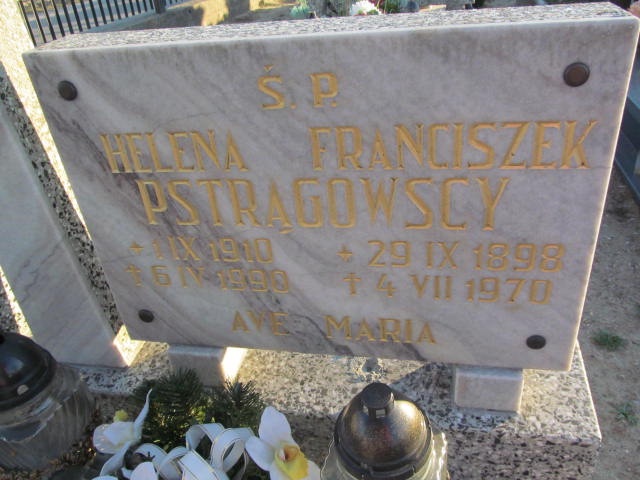 Ś. P.
HELENA FRANCISZEK
PSTRĄGOWSCY
+ 1 IX 1910 + 29 IX 1898
† 6 IV 1990 † 4 VII 1970
AVE MARIA